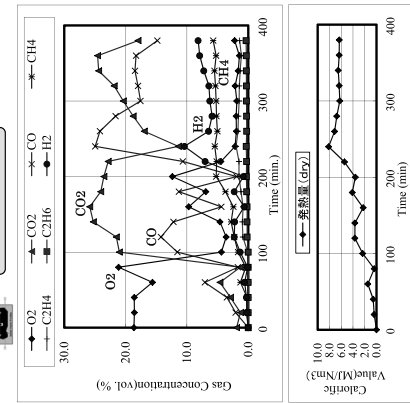 O2 CO2 CO CH4
C2H4 C2H6 H2
Gas Concentration(vol. %)
30.0
20.0
10.0
0.0
CO2
O2
CO
H2
CH4
0 100 200 300 400
Time (min.)
発熱量(dry)
Calorific
Value(MJ/Nm3)
10.0
8.0
6.0
4.0
2.0
0.0
0 100 200 300 400
Time (min.)